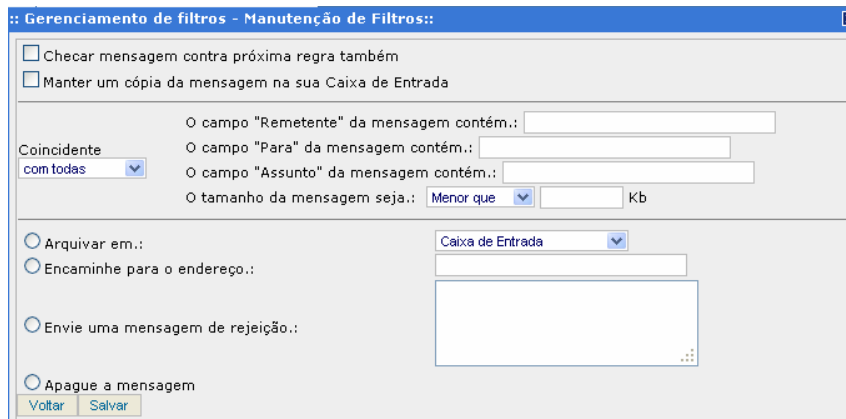 :: Gerenciamento de filtros - Manutenção de Filtros::
Checar mensagem contra próxima regra também
Manter um cópia da mensagem na sua Caixa de Entrada
Coincidente
com todas
O campo "Remetente" da mensagem contém.:
O campo "Para" da mensagem contém.:
O campo "Assunto" da mensagem contém.:
O tamanho da mensagem seja.: Menor que Kb
Arquivar em.: Caixa de Entrada
Encaminhe para o endereço.:
Envie uma mensagem de rejeição.:
Apague a mensagem
Voltar Salvar